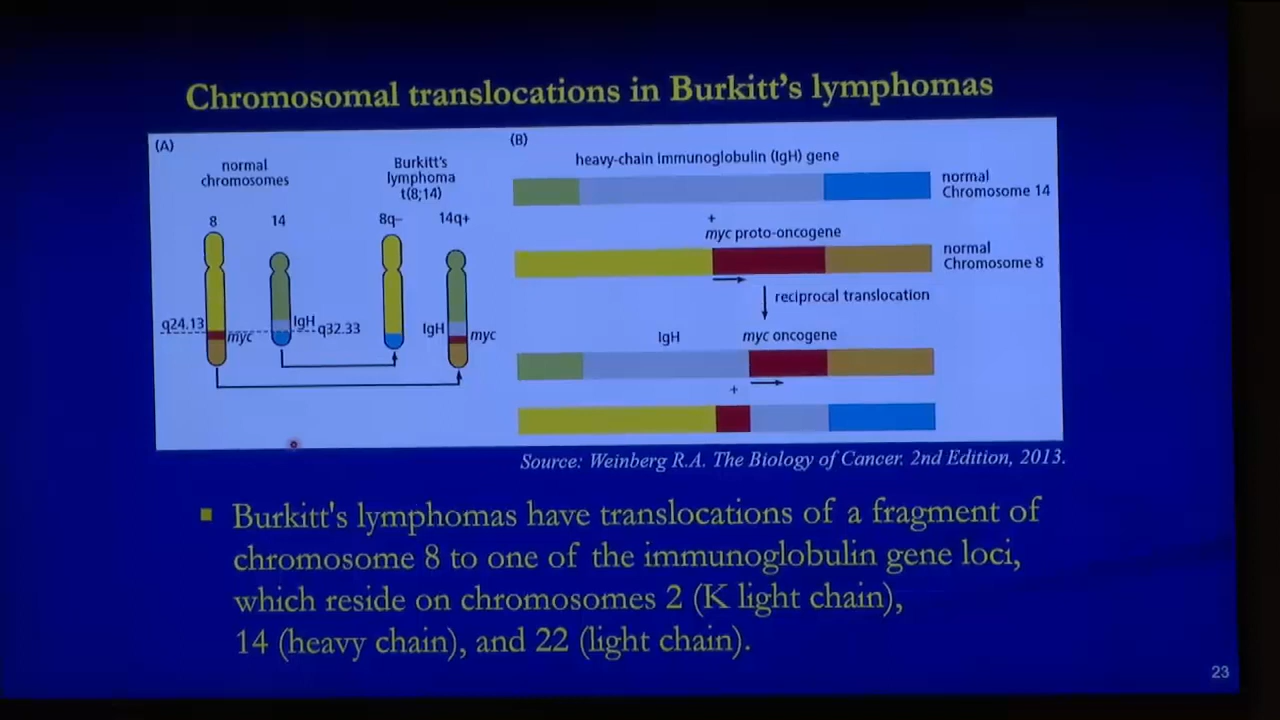 Chromosomal translocations in Burkitt's lymphomas
(A)
normal
chromosomes
Burkitt's
lymphoma
t(8;14)
8
14
8q–
14q+
q24.13
myc
IgH
q32.33
IgH
myc
(B)
heavy-chain immunoglobulin (IgH) gene
normal
Chromosome 14
+
myc proto-oncogene
normal
Chromosome 8
reciprocal translocation
IgH
myc oncogene
+
Source: Weinberg R.A. The Biology of Cancer. 2nd Edition, 2013.
Burkitt's lymphomas have translocations of a fragment of
chromosome 8 to one of the immunoglobulin gene loci,
which reside on chromosomes 2 (K light chain),
14 (heavy chain), and 22 (light chain).
23